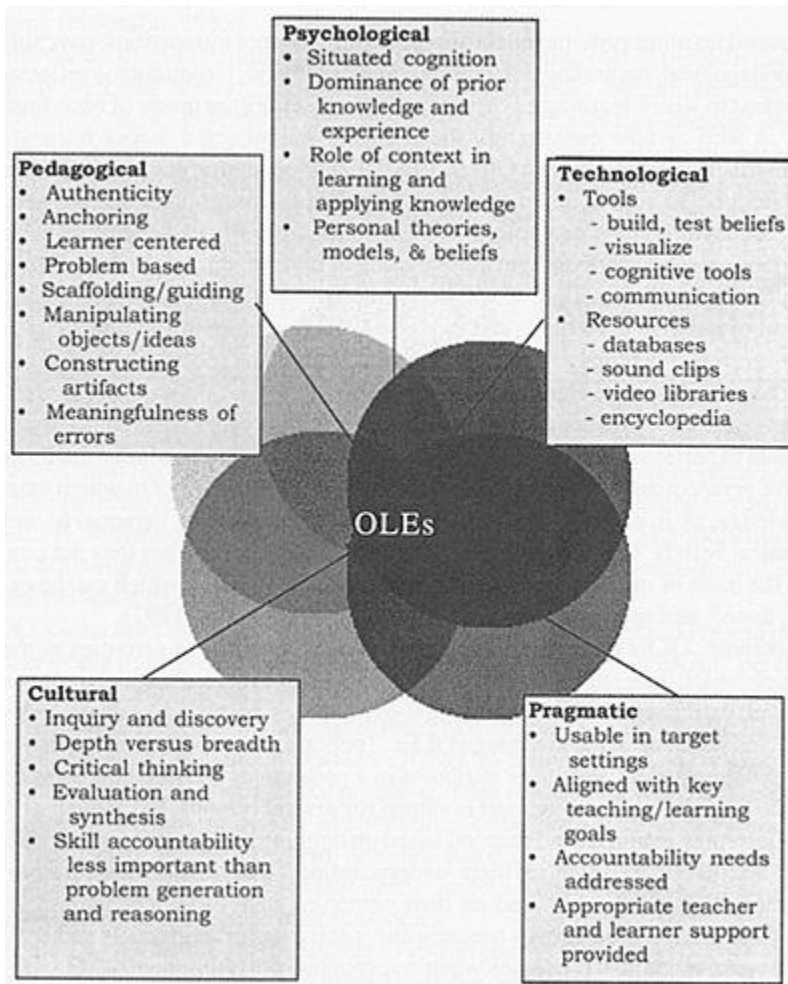 Psychological
• Situated cognition
• Dominance of prior
knowledge and
experience
• Role of context in
learning and
applying knowledge
• Personal theories,
models, & beliefs
Pedagogical
• Authenticity
• Anchoring
• Learner centered
• Problem based
• Scaffolding/guiding
• Manipulating
objects/ideas
• Constructing
artifacts
• Meaningfulness of
errors
Technological
• Tools
- build, test beliefs
- visualize
- cognitive tools
- communication
• Resources
- databases
- sound clips
- video libraries
- encyclopedia
OLEs
Cultural
• Inquiry and discovery
• Depth versus breadth
• Critical thinking
• Evaluation and
synthesis
• Skill accountability
less important than
problem generation
and reasoning
Pragmatic
• Usable in target
settings
• Aligned with key
teaching/learning
goals
• Accountability needs
addressed
• Appropriate teacher
and learner support
provided